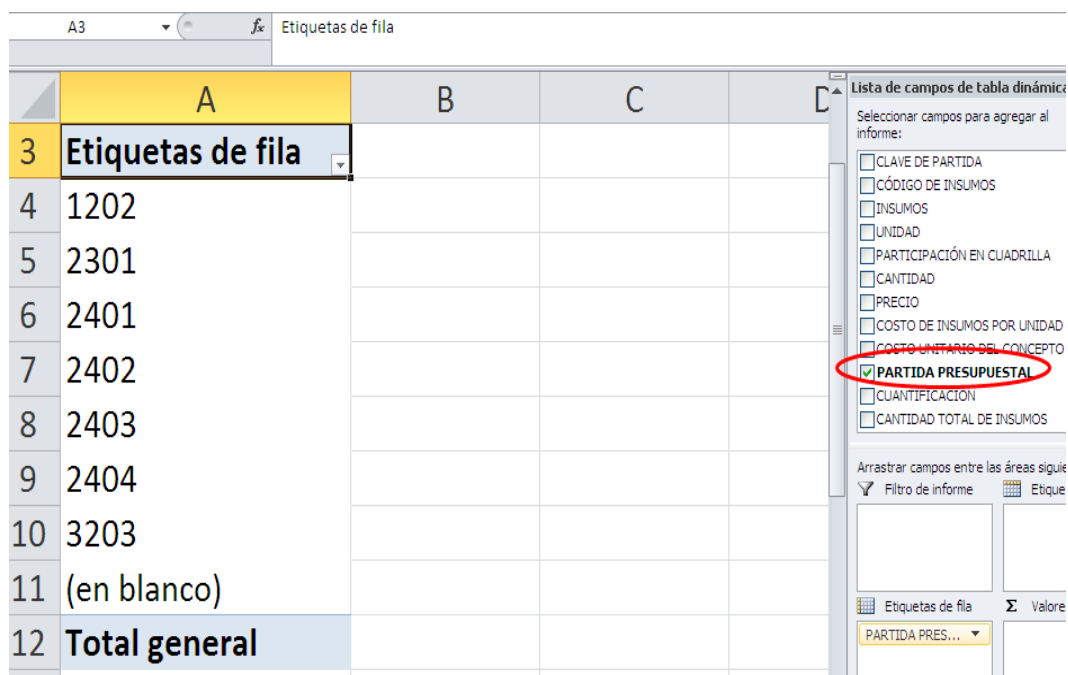 A3 fx Etiquetas de fila
A B C D
3 Etiquetas de fila
4 1202
5 2301
6 2401
7 2402
8 2403
9 2404
10 3203
11 (en blanco)
12 Total general
Lista de campos de tabla dinámica
Seleccionar campos para agregar al
informe:
CLAVE DE PARTIDA
CÓDIGO DE INSUMOS
INSUMOS
UNIDAD
PARTICIPACIÓN EN CUADRILLA
CANTIDAD
PRECIO
COSTO DE INSUMOS POR UNIDAD
COSTO UNITARIO DEL CONCEPTO
PARTIDA PRESUPUESTAL
CUANTIFICACIÓN
CANTIDAD TOTAL DE INSUMOS
Arrastrar campos entre las áreas siguie
Filtro de informe Etique
Etiquetas de fila Σ Valore
PARTIDA PRES...